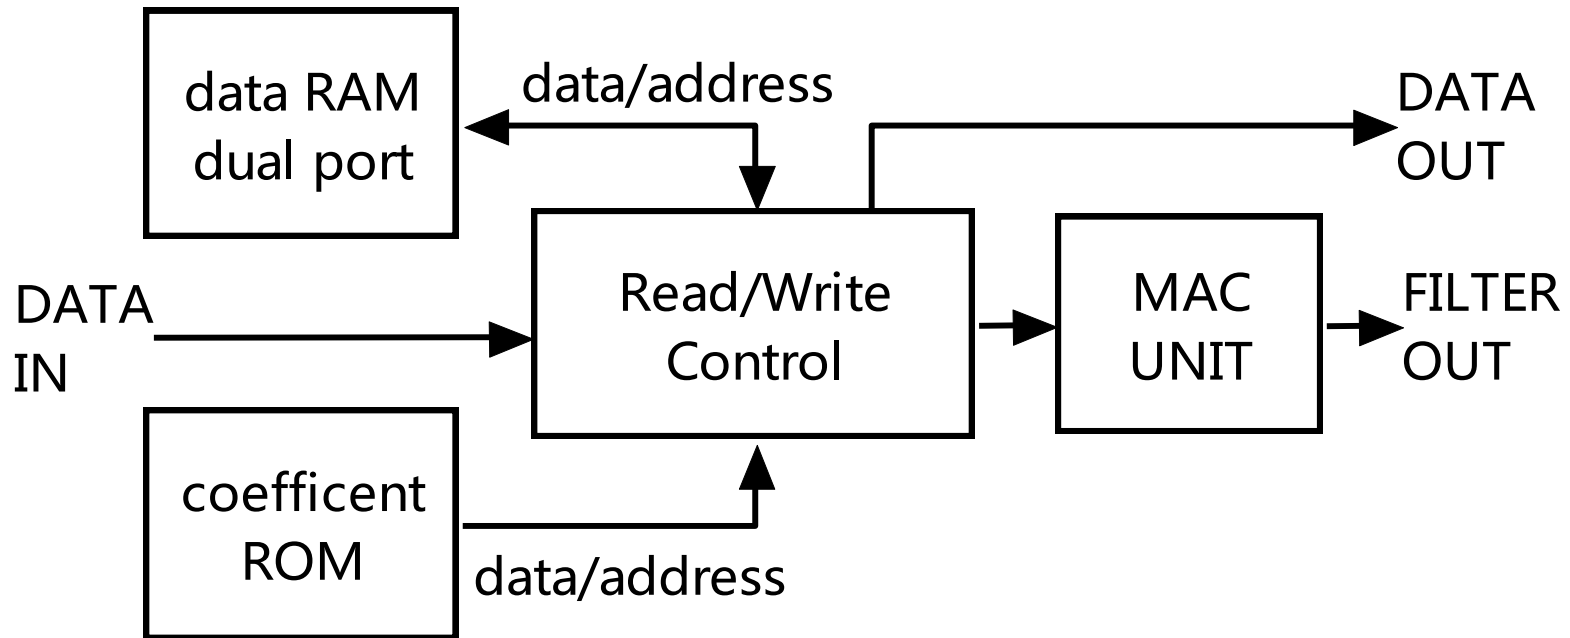 data RAM
dual port
data/address
DATA
OUT
DATA
IN
Read/Write
Control
MAC
UNIT
FILTER
OUT
coefficent
ROM
data/address